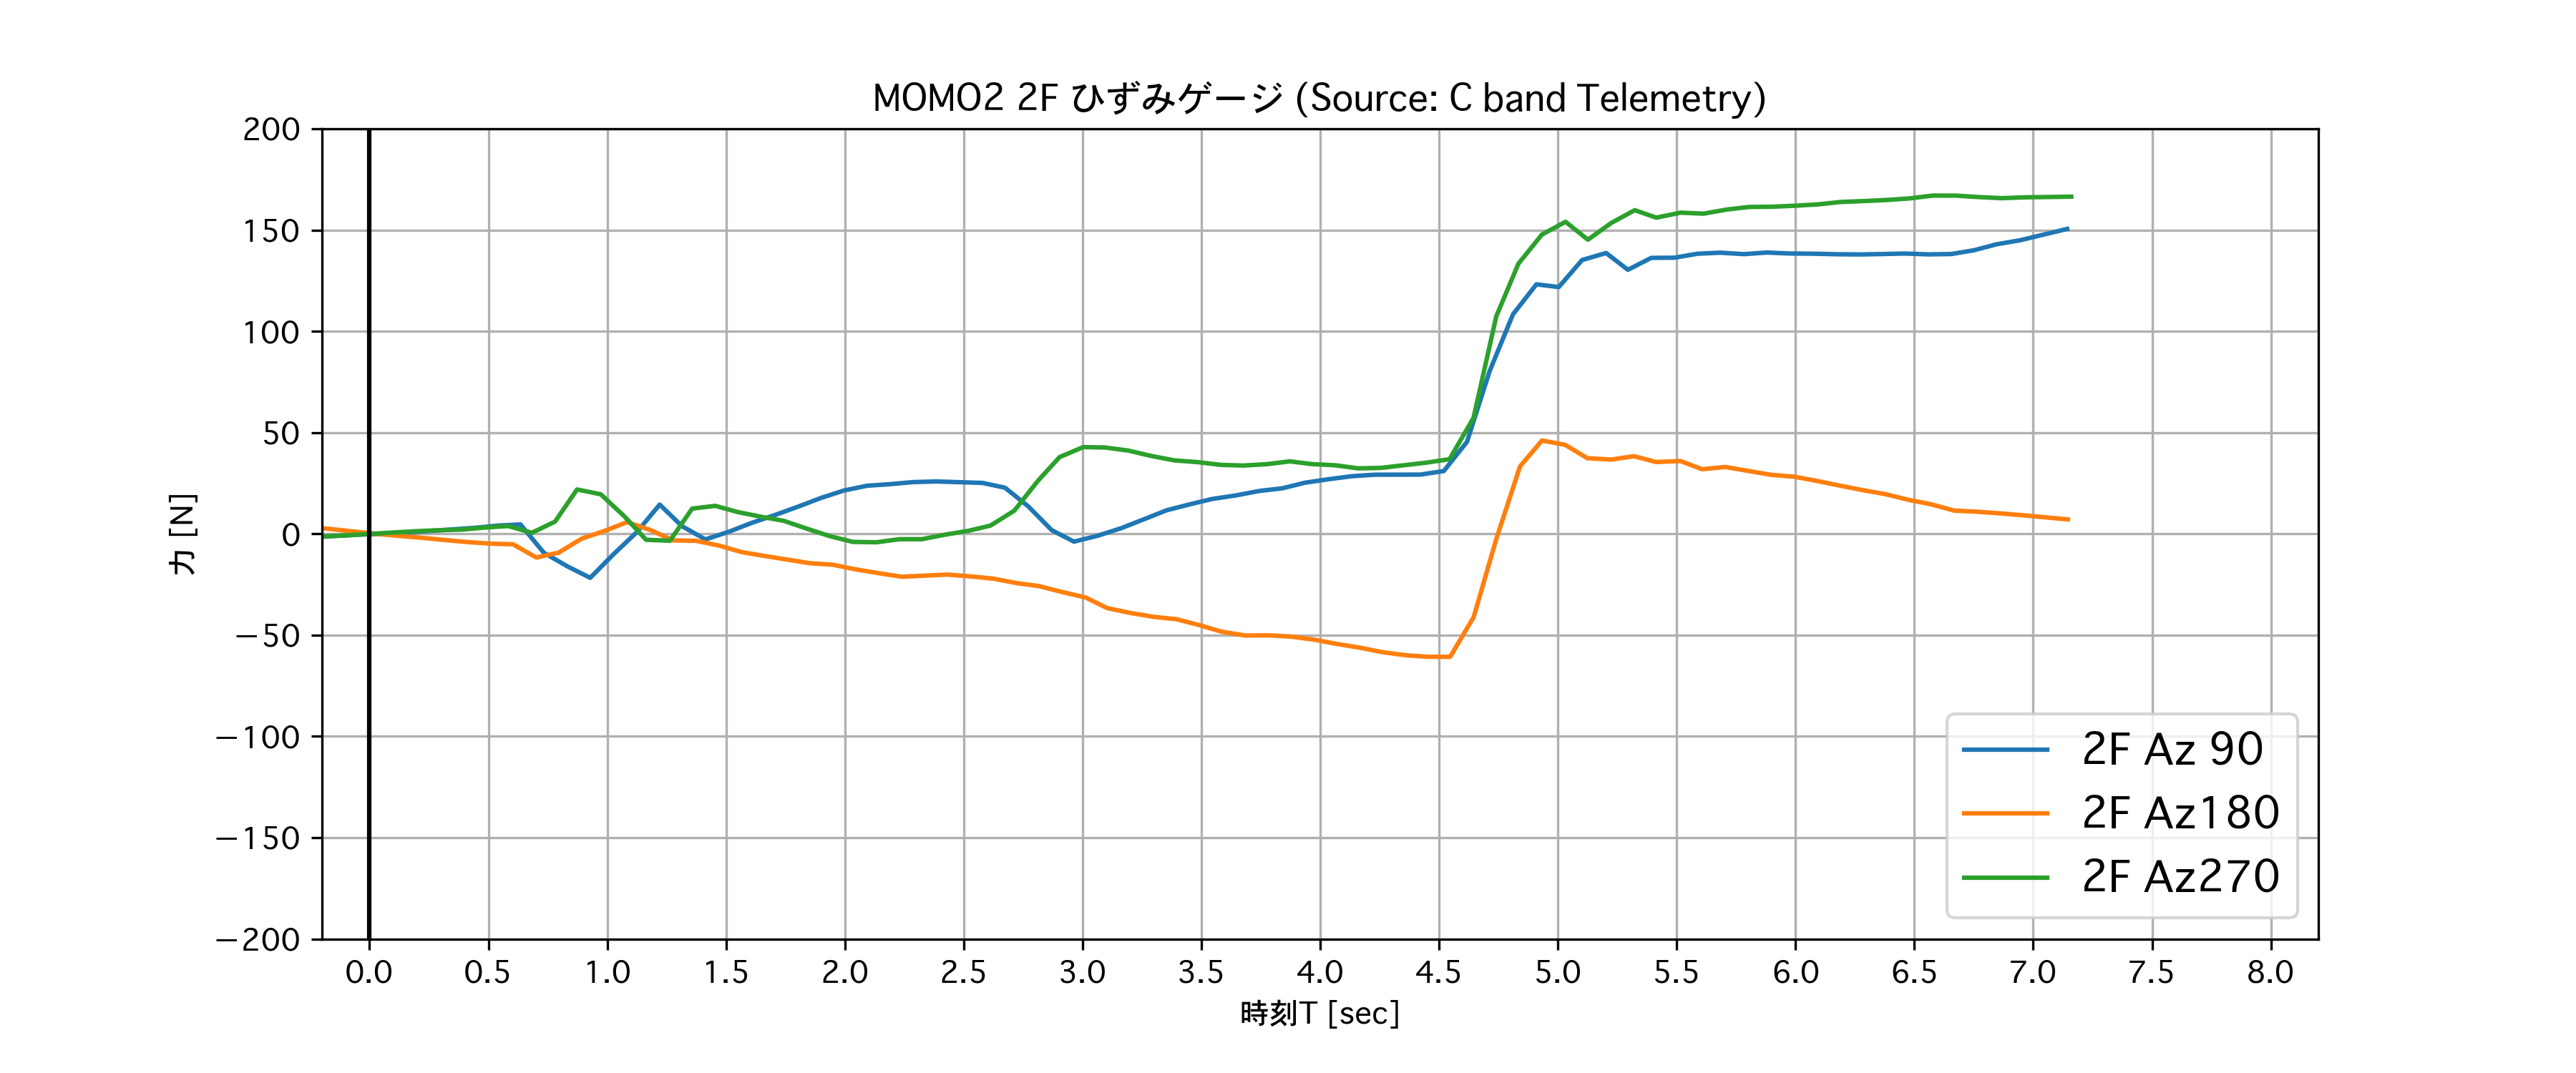 MOMO2 2F ひずみゲージ (Source: C band Telemetry)
200
150
100
50
0
−50
−100
−150
−200
力 [N]
0.0 0.5 1.0 1.5 2.0 2.5 3.0 3.5 4.0 4.5 5.0 5.5 6.0 6.5 7.0 7.5 8.0
時刻T [sec]
2F Az 90
2F Az180
2F Az270